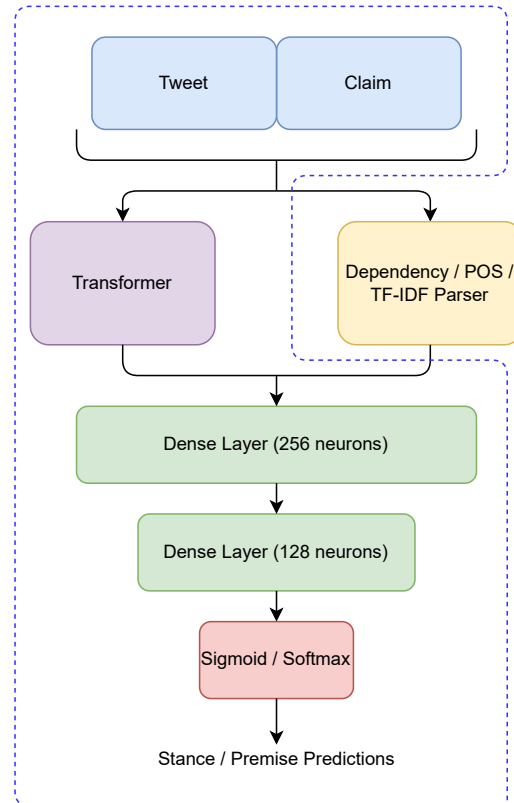 Tweet
Claim
Transformer
Dependency / POS /
TF-IDF Parser
Dense Layer (256 neurons)
Dense Layer (128 neurons)
Sigmoid / Softmax
Stance / Premise Predictions